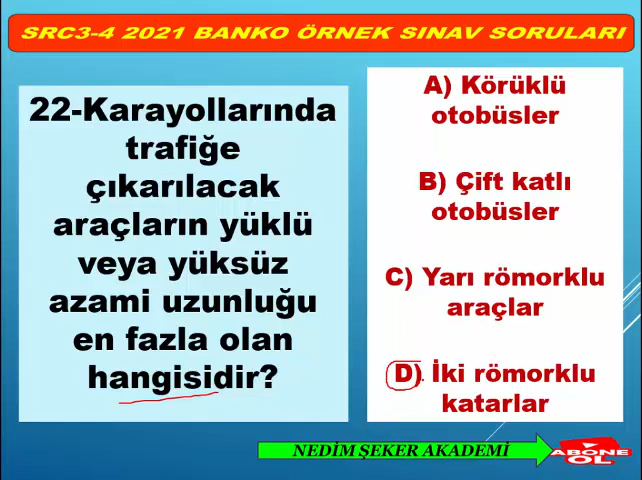 SRC3-4 2021 BANKO ÖRNEK SINAV SORULARI
22-Karayollarında
trafiğe
çıkarılacak
araçların yüklü
veya yüksüz
azami uzunluğu
en fazla olan
hangisidir?
A) Körüklü
otobüsler
B) Çift katlı
otobüsler
C) Yarı römorklu
araçlar
D) İki römorklu
katarlar
NEDİM ŞEKER AKADEMİ
ABONE
OL